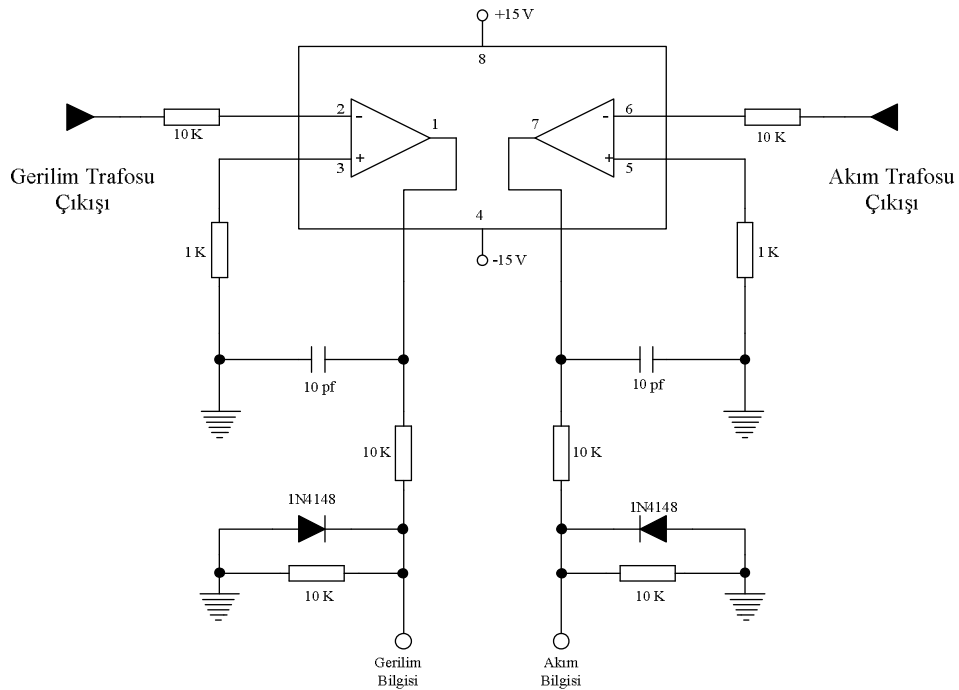 +15 V
8
2
-
1
7
6
-
10 K
10 K
3
+
+
5
Gerilim Trafosu
Çıkışı
Akım Trafosu
Çıkışı
4
1 K
1 K
-15 V
10 pf
10 pf
10 K
10 K
1N4148
1N4148
10 K
10 K
Gerilim
Bilgisi
Akım
Bilgisi